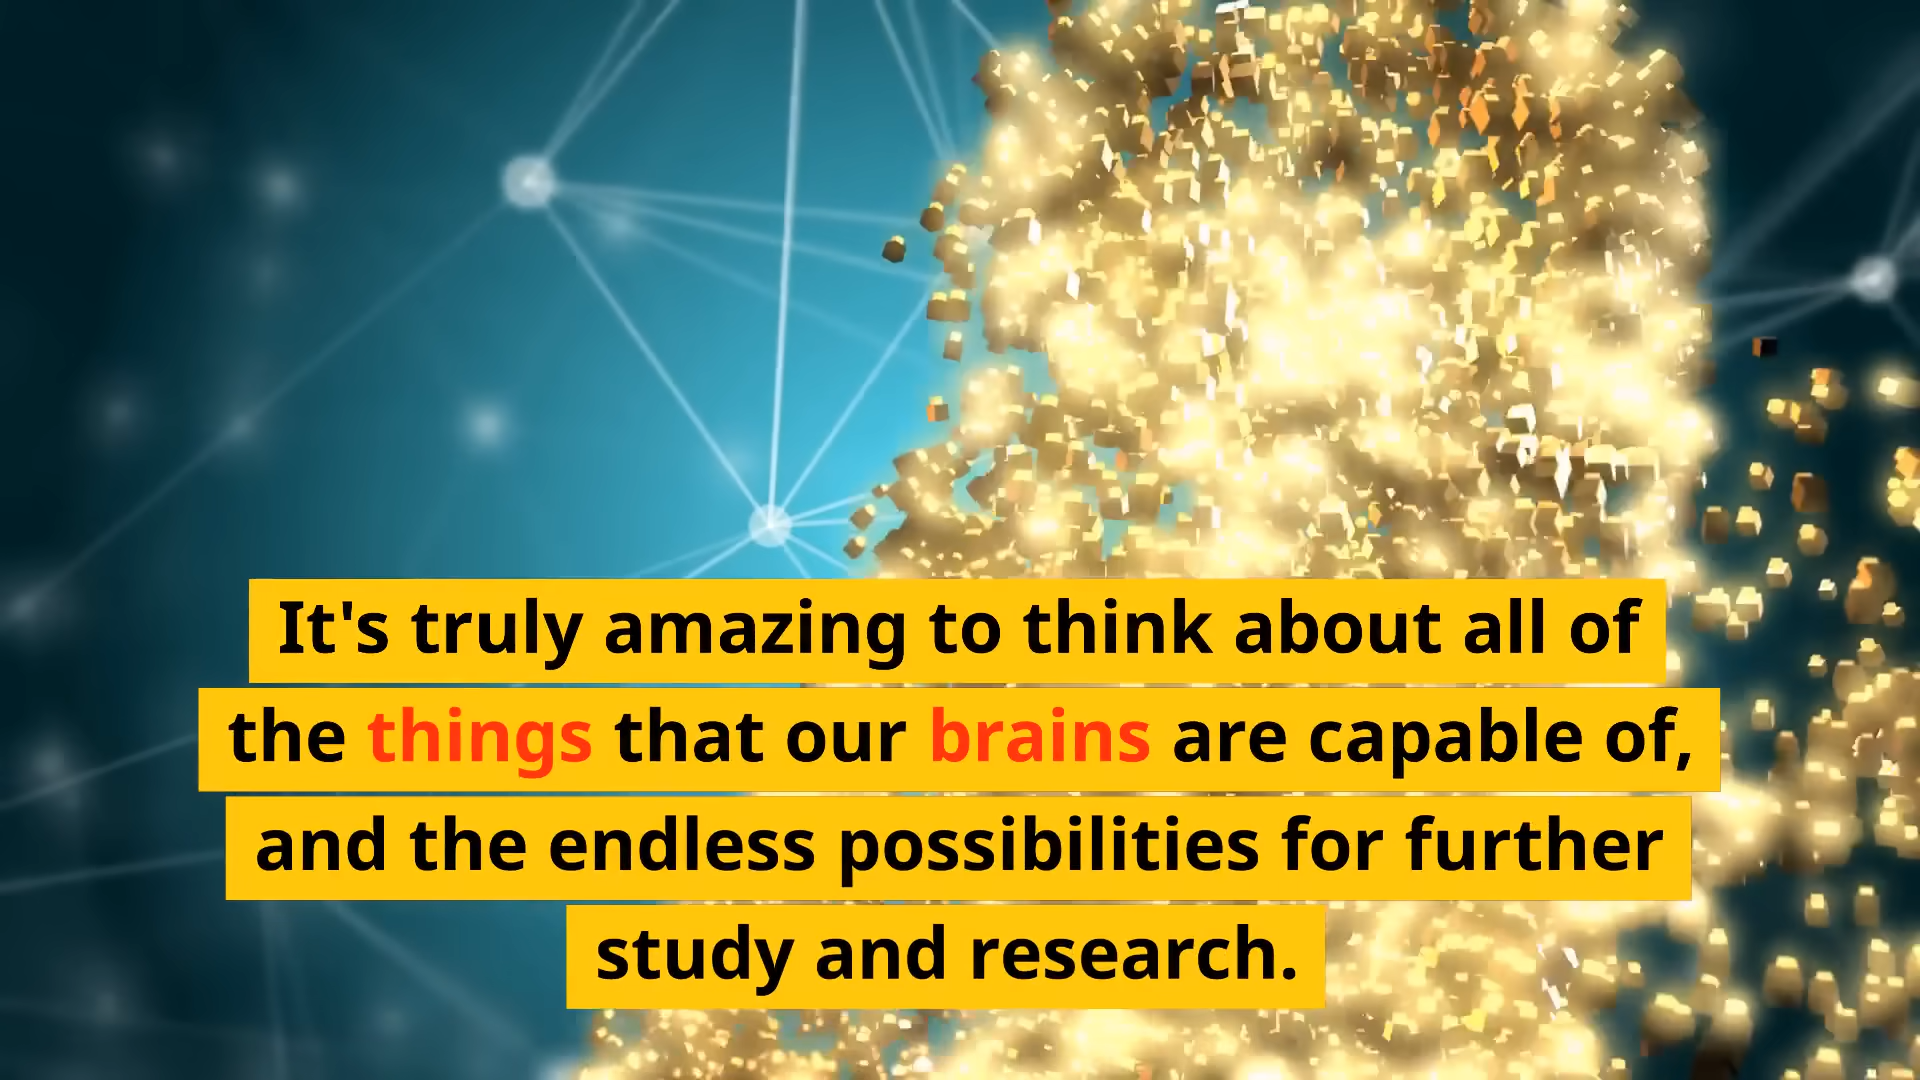 It's truly amazing to think about all of
the things that our brains are capable of,
and the endless possibilities for further
study and research.